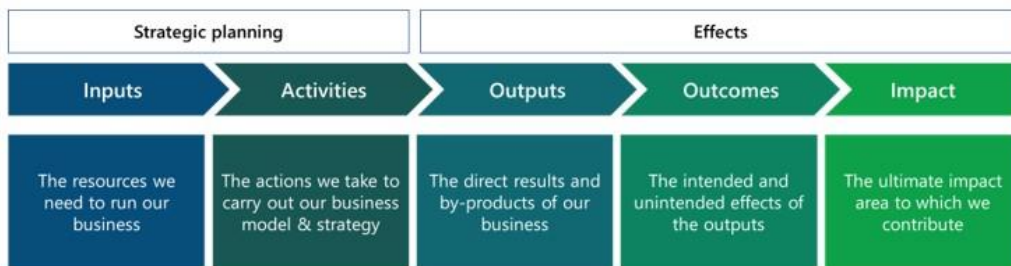 Strategic planning
Effects
Inputs
Activities
Outputs
Outcomes
Impact
The resources we
need to run our
business
The actions we take to
carry out our business
model & strategy
The direct results and
by-products of our
business
The intended and
unintended effects of
the outputs
The ultimate impact
area to which we
contribute